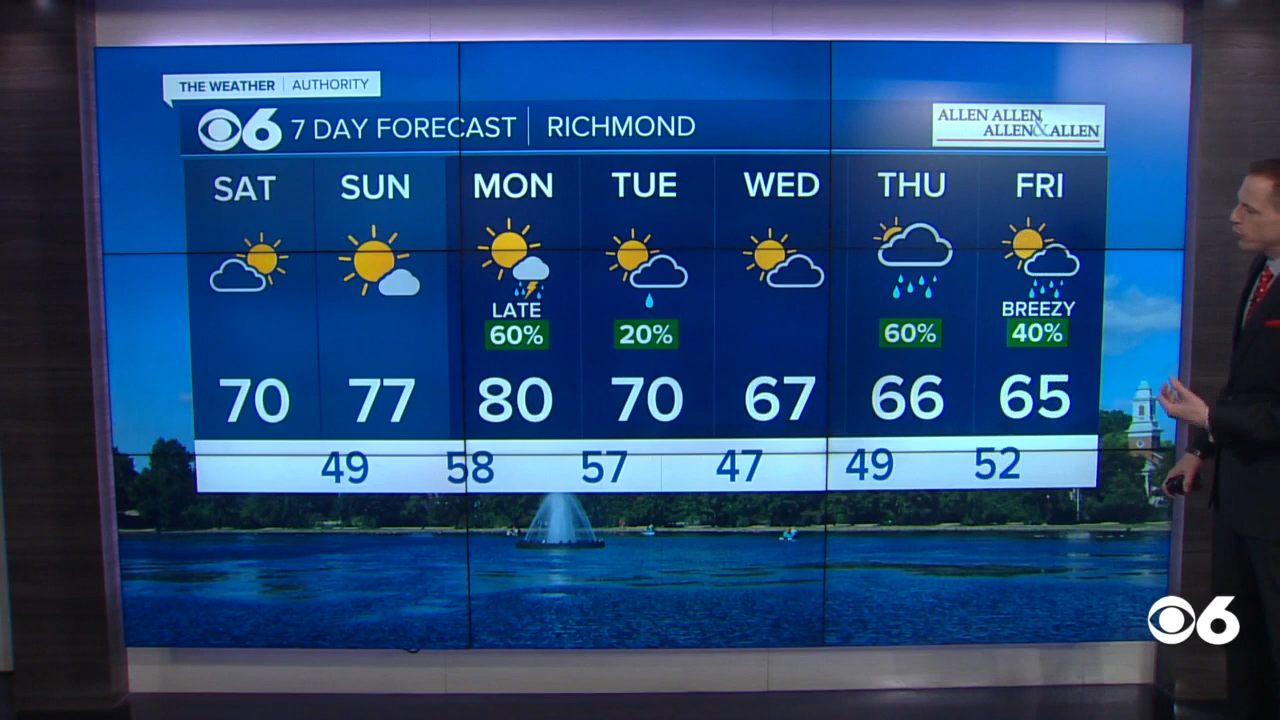 THE WEATHER AUTHORITY
6 7 DAY FORECAST RICHMOND
ALLEN ALLEN
ALLEN & ALLEN
SAT SUN MON TUE WED THU FRI
LATE BREEZY
60% 20% 60% 40%
70 77 80 70 67 66 65
49 58 57 47 49 52
6